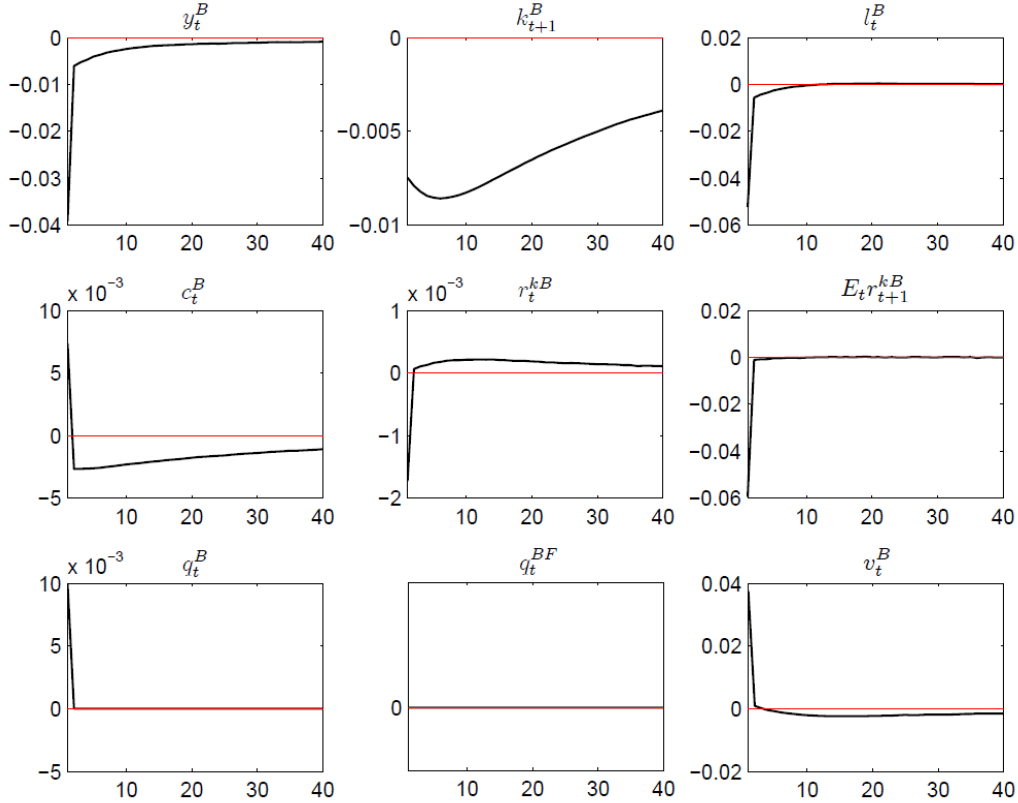 y_t^B k_{t+1}^B l_t^B
0 0 0.02
−0.01 −0.005 0
−0.02 −0.02
−0.03 −0.04
−0.04 −0.01 −0.06
10 20 30 40 10 20 30 40 10 20 30 40
x 10^{−3} c_t^B x 10^{−3} r_t^{kB} E_t r_{t+1}^{kB}
10 1 0.02
5 0 0
0 −1 −0.02
−0.04
−5 −2 −0.06
10 20 30 40 10 20 30 40 10 20 30 40
x 10^{−3} q_t^B q_t^{BF} v_t^B
10 0.04
5 0.02
0 0 0
−5 −0.02
10 20 30 40 10 20 30 40 10 20 30 40